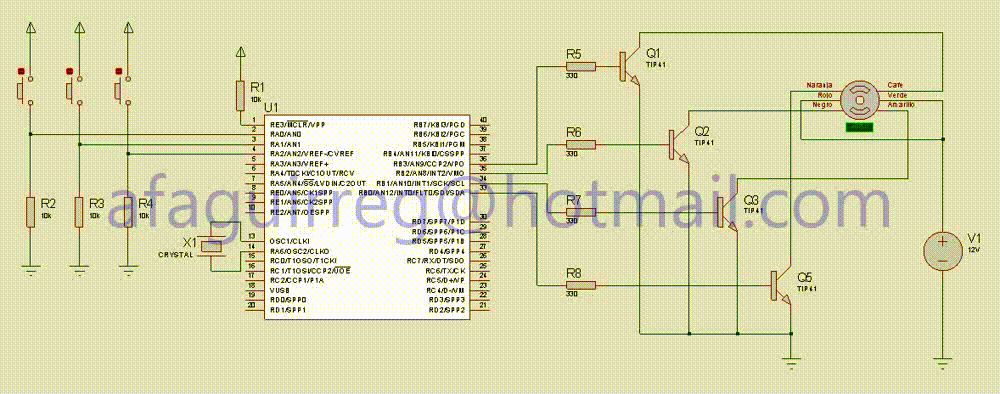 R5
330
Q1
TIP41
R1
10k
Naranja
Rojo
Negro
Cafe
Verde
Amarillo
U1
1
2
3
4
5
6
7
8
9
10
RE3/MCLR/VPP
RA0/AN0
RA1/AN1
RA2/AN2/VREF-/CVREF
RA3/AN3/VREF+
RA4/T0CKI/C1OUT/RCV
RA5/AN4/SS/LVDIN/C2OUT
RE0/AN5/CK1SPP
RE1/AN6/CK2SPP
RE2/AN7/OESPP
RB7/KBI3/PGD
RB6/KBI2/PGC
RB5/KBI1/PGM
RB4/AN11/KBI0/CSSPP
RB3/AN9/CCP2/VPO
RB2/AN8/INT2/VMO
RB1/AN10/INT1/SCK/SCL
RB0/AN12/INT0/FLT0/SDI/SDA
40
39
38
37
36
35
34
33
R6
330
Q2
TIP41
afaguirreg@hotmail.com
R2
10k
R3
10k
R4
10k
R7
330
Q3
TIP41
X1
CRYSTAL
13
14
15
16
17
18
19
20
OSC1/CLKI
RA6/OSC2/CLKO
RC0/T1OSO/T1CKI
RC1/T1OSI/CCP2/UOE
RC2/CCP1/P1A
VUSB
RD0/SPP0
RD1/SPP1
RD7/SPP7/P1D
RD6/SPP6/P1C
RD5/SPP5/P1B
RD4/SPP4
RC7/RX/DT/SDO
RC6/TX/CK
RC5/D+/VP
RC4/D-/VM
RD3/SPP3
RD2/SPP2
30
29
28
27
26
25
24
23
22
21
R8
330
Q5
TIP41
V1
12V